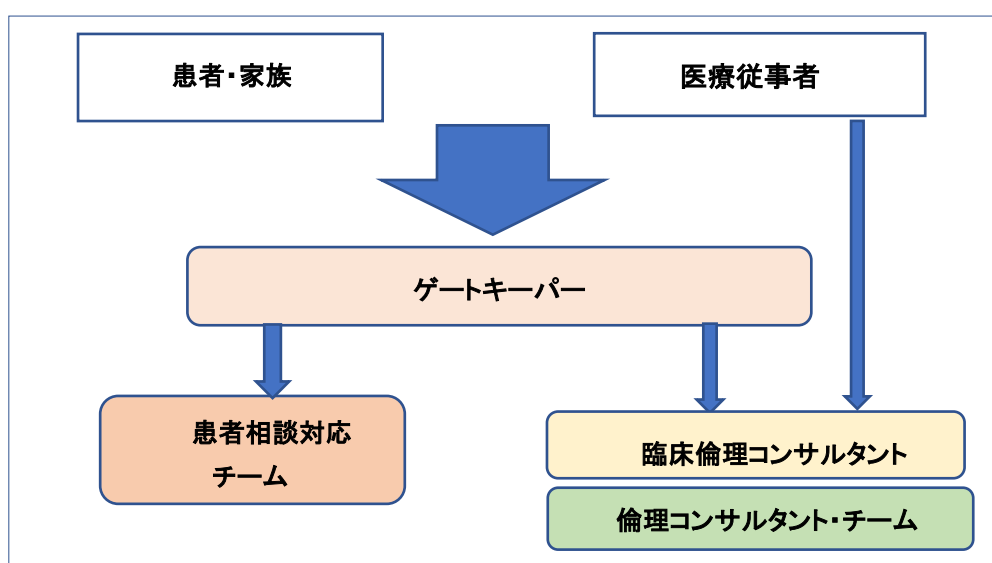 患者・家族
医療従事者
ゲートキーパー
患者相談対応
チーム
臨床倫理コンサルタント
倫理コンサルタント・チーム